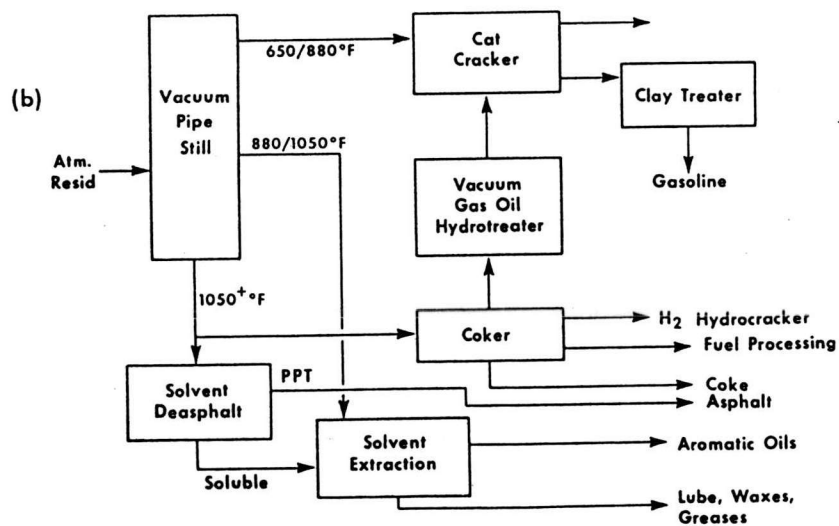 (b)
Vacuum
Pipe
Still
Atm.
Resid
650/880°F
880/1050°F
1050+°F
Cat
Cracker
Clay Treater
Gasoline
Vacuum
Gas Oil
Hydrotreater
Coker
H₂ Hydrocracker
Fuel Processing
Coke
Asphalt
Solvent
Deasphalt
PPT
Soluble
Solvent
Extraction
Aromatic Oils
Lube, Waxes,
Greases